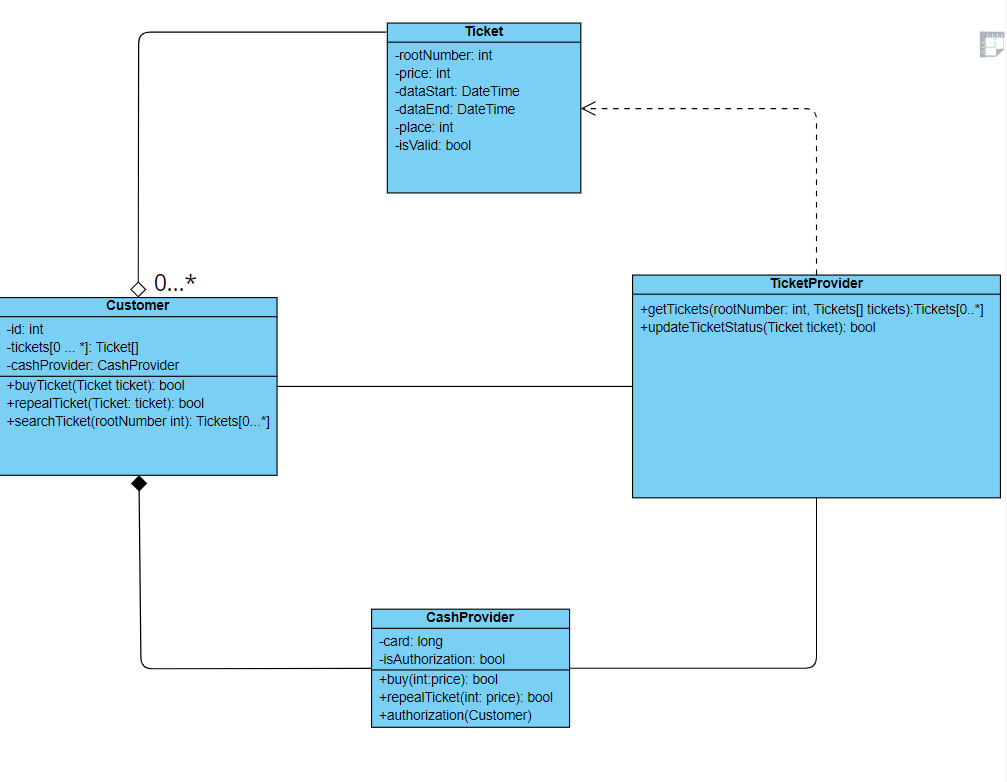 Ticket
-rootNumber: int
-price: int
-dataStart: DateTime
-dataEnd: DateTime
-place: int
-isValid: bool
0...*
Customer
-id: int
-tickets[0 ... *]: Ticket[]
-cashProvider: CashProvider
+buyTicket(Ticket ticket): bool
+repealTicket(Ticket: ticket): bool
+searchTicket(rootNumber int): Tickets[0...*]
TicketProvider
+getTickets(rootNumber: int, Tickets[] tickets):Tickets[0..*]
+updateTicketStatus(Ticket ticket): bool
CashProvider
-card: long
-isAuthorization: bool
+buy(int:price): bool
+repealTicket(int: price): bool
+authorization(Customer)